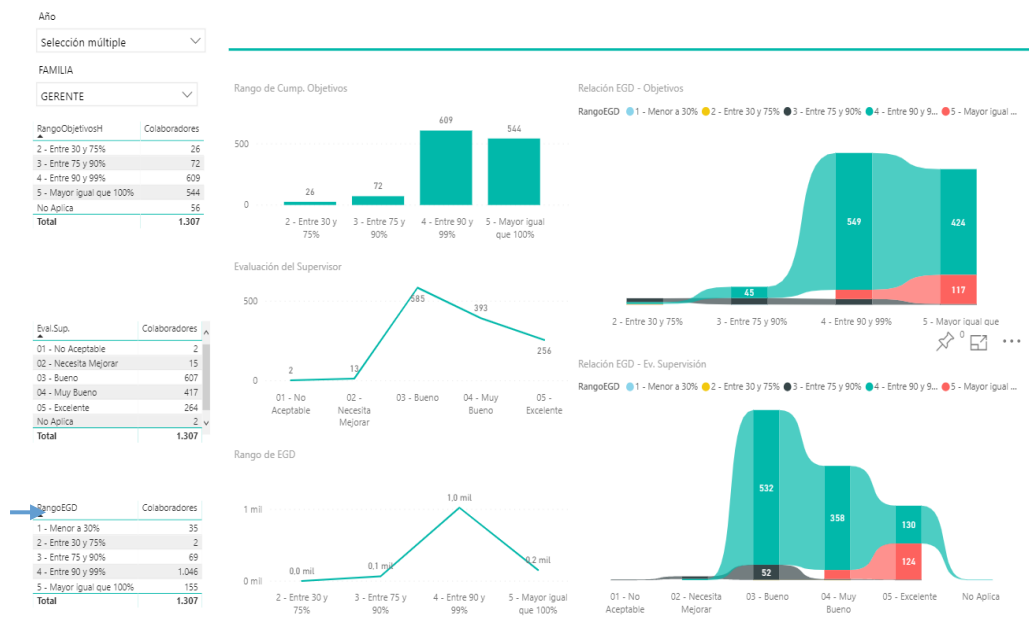 Año
Selección múltiple
FAMILIA
GERENTE
RangoObjetivosH Colaboradores
2 - Entre 30 y 75% 26
3 - Entre 75 y 90% 72
4 - Entre 90 y 99% 609
5 - Mayor igual que 100% 544
No Aplica 56
Total 1.307
Eval.Sup. Colaboradores
01 - No Aceptable 2
02 - Necesita Mejorar 15
03 - Bueno 607
04 - Muy Bueno 417
05 - Excelente 264
No Aplica 2
Total 1.307
RangoEGD Colaboradores
1 - Menor a 30% 35
2 - Entre 30 y 75% 2
3 - Entre 75 y 90% 69
4 - Entre 90 y 99% 1.046
5 - Mayor igual que 100% 155
Total 1.307
Rango de Cump. Objetivos
609
544
500
72
26
0
2 - Entre 30 y 3 - Entre 75 y 4 - Entre 90 y 5 - Mayor igual
75% 90% 99% que 100%
Evaluación del Supervisor
500
585
393
256
13
2
0
01 - No 02 - 03 - Bueno 04 - Muy 05 -
Aceptable Necesita Bueno Excelente
Mejorar
Rango de EGD
1,0 mil
1 mil
0,2 mil
0,1 mil
0,0 mil
0 mil
2 - Entre 30 y 3 - Entre 75 y 4 - Entre 90 y 5 - Mayor igual
75% 90% 99% que 100%
Relación EGD - Objetivos
RangoEGD 1 - Menor a 30% 2 - Entre 30 y 75% 3 - Entre 75 y 90% 4 - Entre 90 y 9... 5 - Mayor igual ...
549
424
45
117
2 - Entre 30 y 75% 3 - Entre 75 y 90% 4 - Entre 90 y 99% 5 - Mayor igual que
0
Relación EGD - Ev. Supervisión
RangoEGD 1 - Menor a 30% 2 - Entre 30 y 75% 3 - Entre 75 y 90% 4 - Entre 90 y 9... 5 - Mayor igual ...
532
358
130
124
52
01 - No 02 - Necesita 03 - Bueno 04 - Muy 05 - Excelente No Aplica
Aceptable Mejorar Bueno